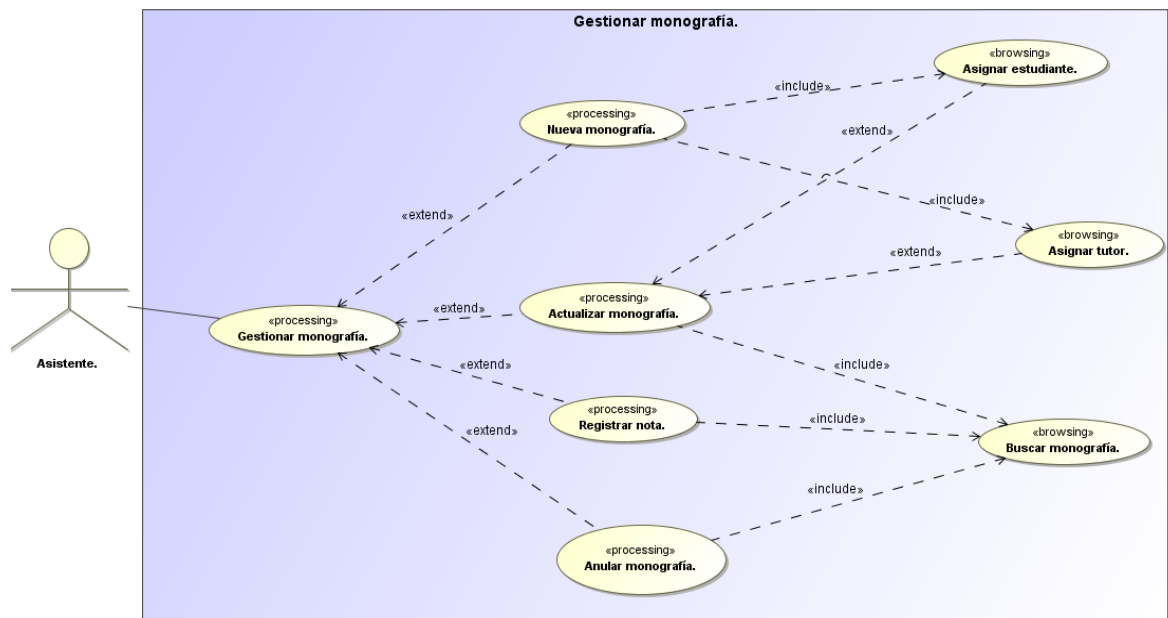 Gestionar monografía.
«browsing»
Asignar estudiante.
«include»
«processing»
Nueva monografía.
«extend»
«include»
«extend»
«browsing»
Asignar tutor.
«extend»
«processing»
Actualizar monografía.
«extend»
«processing»
Gestionar monografía.
Asistente.
«extend»
«include»
«processing»
Registrar nota.
«include»
«browsing»
Buscar monografía.
«extend»
«include»
«processing»
Anular monografía.